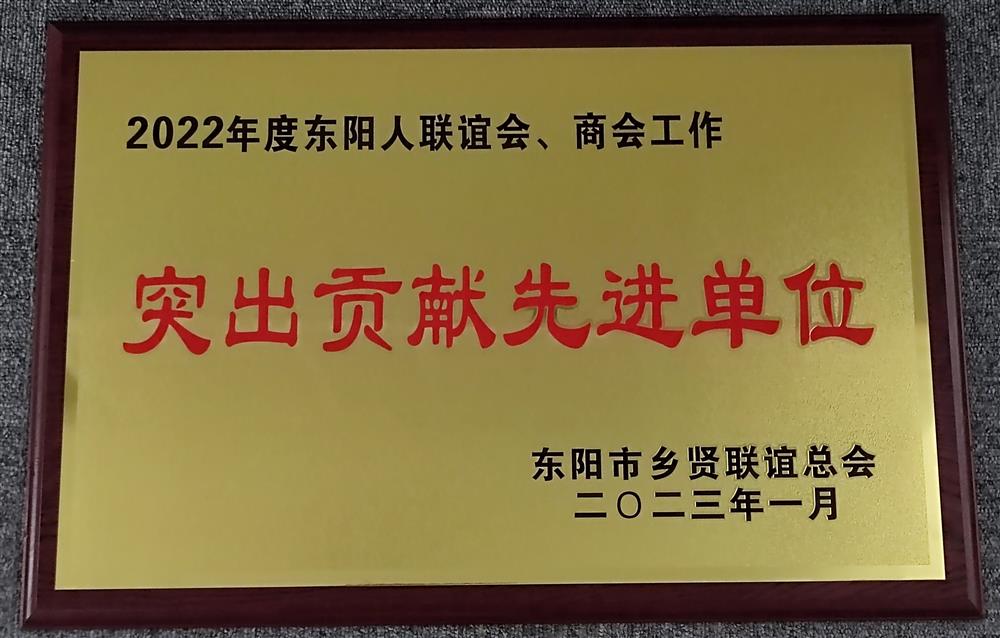 2022年度东阳人联谊会、商会工作
突出贡献先进单位
东阳市乡贤联谊总会
二〇二三年一月